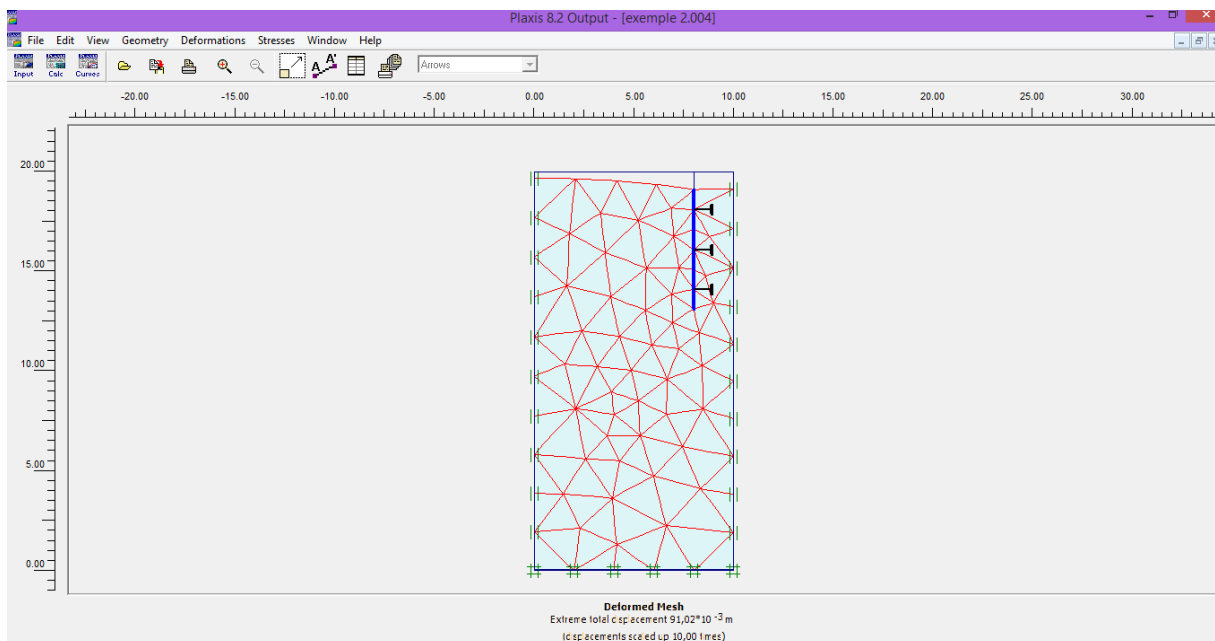 Plaxis 8.2 Output - [exemple 2.004]
File Edit View Geometry Deformations Stresses Window Help
Input Calc Curves Arrows
-20.00 -15.00 -10.00 -5.00 0.00 5.00 10.00 15.00 20.00 25.00 30.00
20.00
15.00
10.00
5.00
0.00
Deformed Mesh
Extreme total displacement 91,02*10 -3 m
(displacements scaled up 10,00 times)